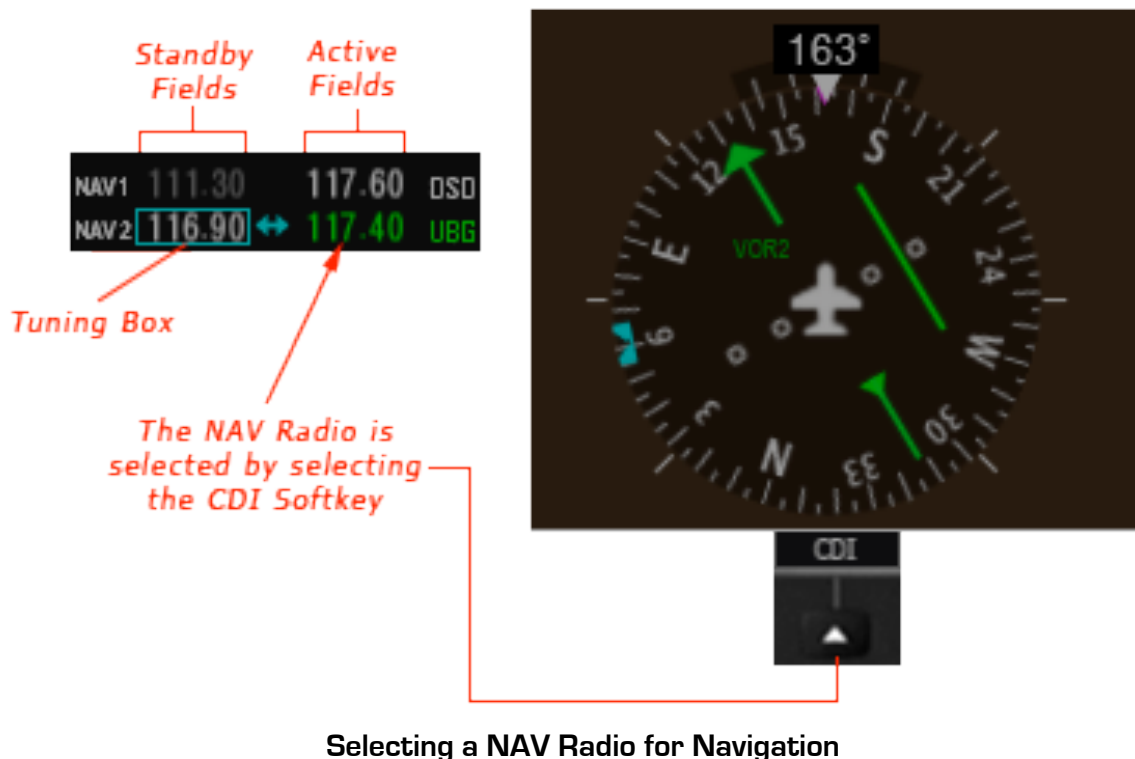 Standby Fields
Active Fields
NAV1 111.30 117.60 DSD
NAV2 116.90 ↔ 117.40 UBG
Tuning Box
The NAV Radio is
selected by selecting
the CDI Softkey
163°
12
15
S
21
24
W
30
33
N
3
6
E
VOR2
CDI
Selecting a NAV Radio for Navigation